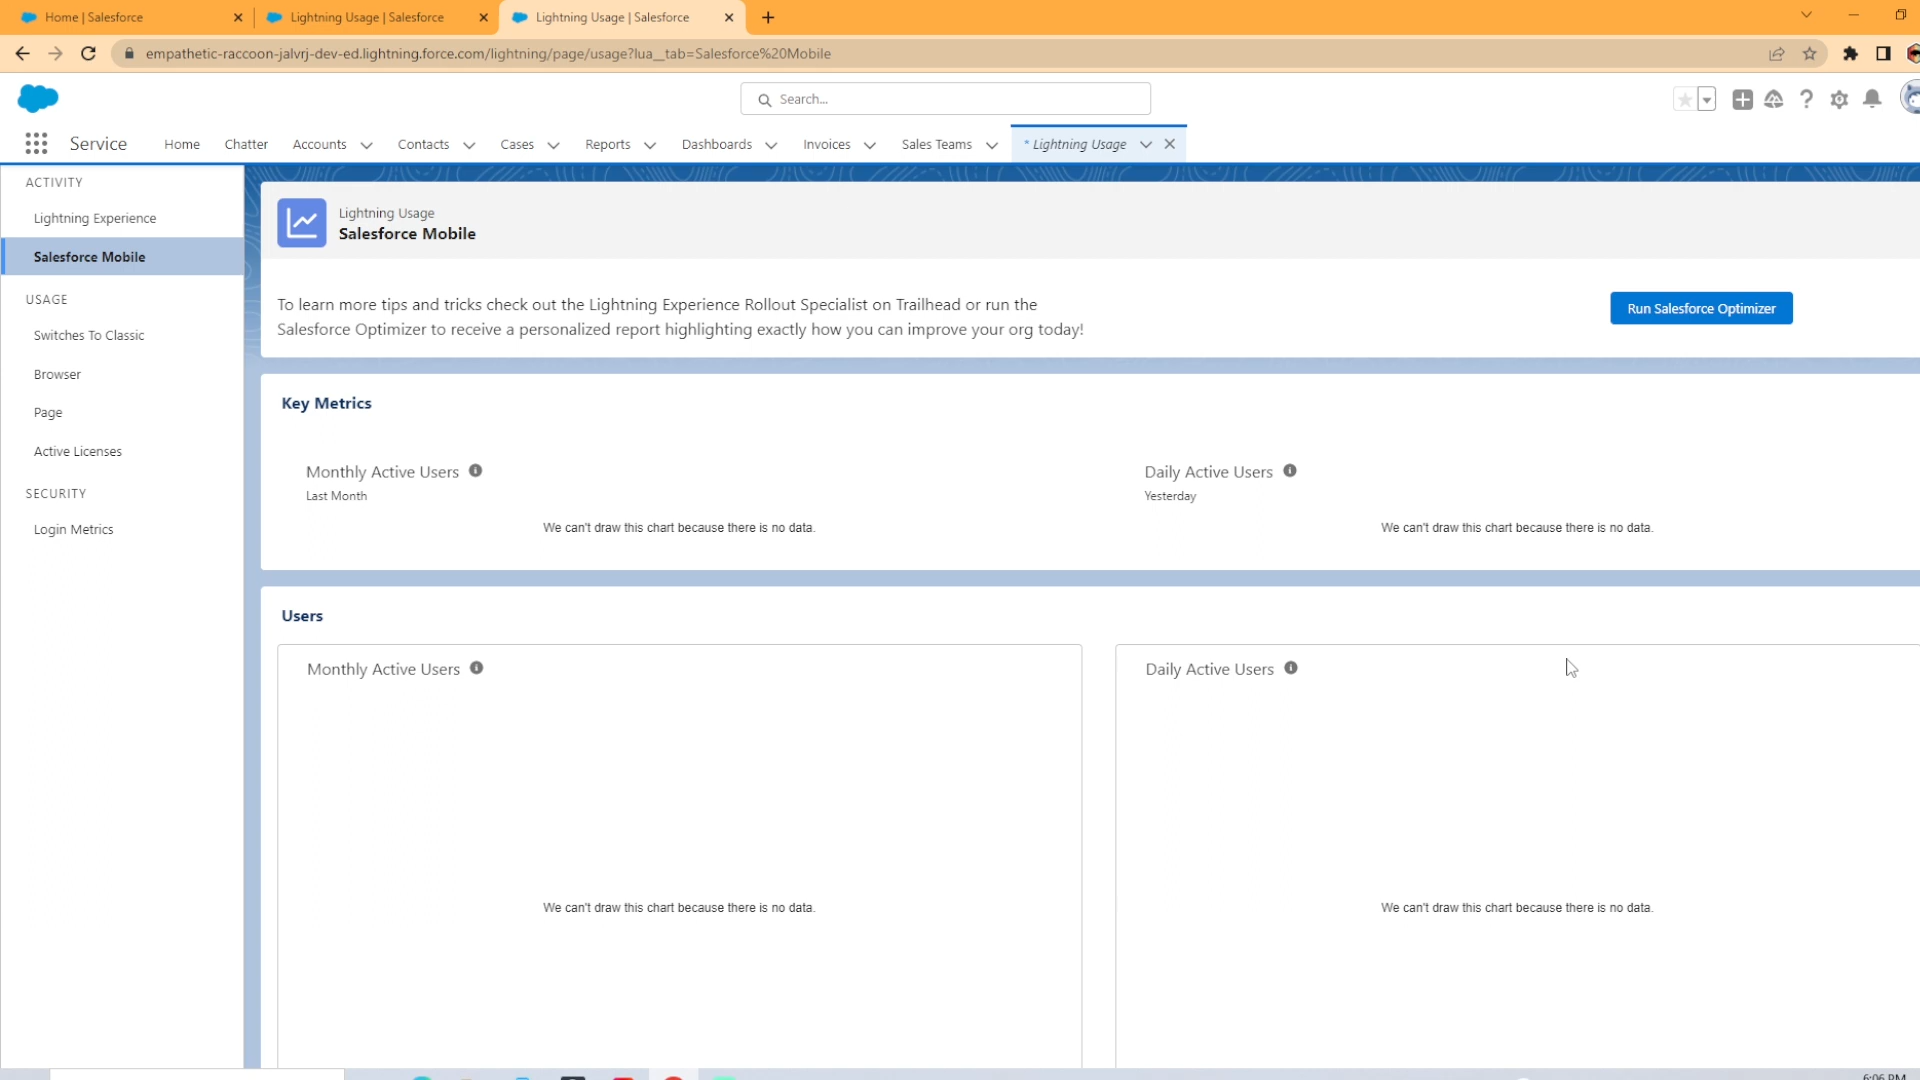 Home | Salesforce
Lightning Usage | Salesforce
Lightning Usage | Salesforce
empathetic-raccoon-jalvrj-dev-ed.lightning.force.com/lightning/page/usage?lua__tab=Salesforce%20Mobile
Search...
Service
Home
Chatter
Accounts
Contacts
Cases
Reports
Dashboards
Invoices
Sales Teams
* Lightning Usage
ACTIVITY
Lightning Experience
Salesforce Mobile
USAGE
Switches To Classic
Browser
Page
Active Licenses
SECURITY
Login Metrics
Lightning Usage
Salesforce Mobile
To learn more tips and tricks check out the Lightning Experience Rollout Specialist on Trailhead or run the
Salesforce Optimizer to receive a personalized report highlighting exactly how you can improve your org today!
Run Salesforce Optimizer
Key Metrics
Monthly Active Users
Last Month
We can't draw this chart because there is no data.
Daily Active Users
Yesterday
We can't draw this chart because there is no data.
Users
Monthly Active Users
We can't draw this chart because there is no data.
Daily Active Users
We can't draw this chart because there is no data.
6:06 PM